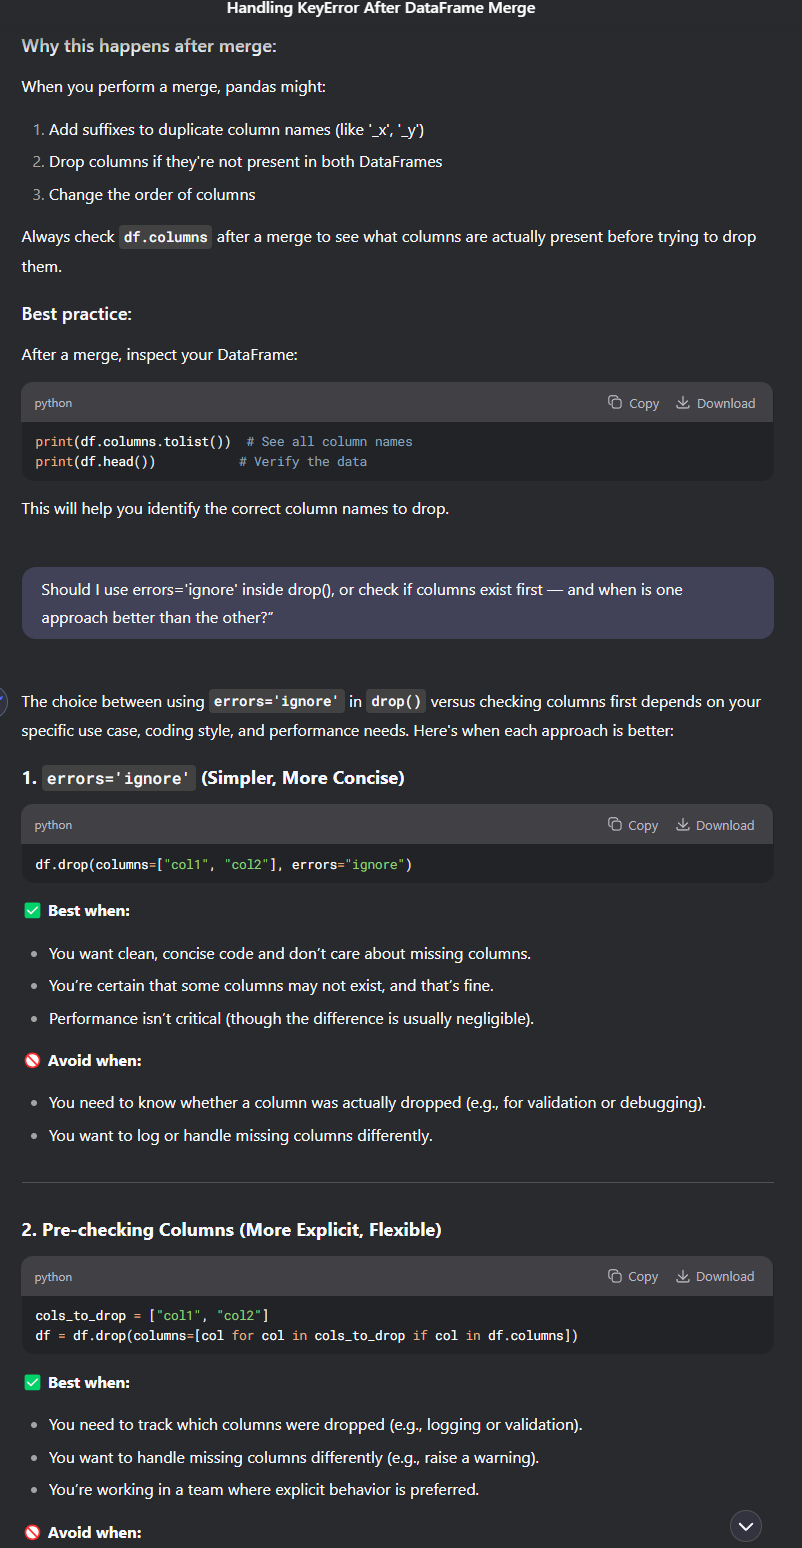 Handling KeyError After DataFrame Merge
Why this happens after merge:
When you perform a merge, pandas might:
1. Add suffixes to duplicate column names (like '_x', '_y')
2. Drop columns if they're not present in both DataFrames
3. Change the order of columns
Always check df.columns after a merge to see what columns are actually present before trying to drop
them.
Best practice:
After a merge, inspect your DataFrame:
python Copy Download
print(df.columns.tolist())  # See all column names
print(df.head())           # Verify the data
This will help you identify the correct column names to drop.
Should I use errors='ignore' inside drop(), or check if columns exist first — and when is one
approach better than the other?”
The choice between using errors='ignore' in drop() versus checking columns first depends on your
specific use case, coding style, and performance needs. Here's when each approach is better:
1. errors='ignore' (Simpler, More Concise)
python Copy Download
df.drop(columns=["col1", "col2"], errors="ignore")
✅ Best when:
• You want clean, concise code and don’t care about missing columns.
• You’re certain that some columns may not exist, and that’s fine.
• Performance isn’t critical (though the difference is usually negligible).
🚫 Avoid when:
• You need to know whether a column was actually dropped (e.g., for validation or debugging).
• You want to log or handle missing columns differently.
2. Pre-checking Columns (More Explicit, Flexible)
python Copy Download
cols_to_drop = ["col1", "col2"]
df = df.drop(columns=[col for col in cols_to_drop if col in df.columns])
✅ Best when:
• You need to track which columns were dropped (e.g., logging or validation).
• You want to handle missing columns differently (e.g., raise a warning).
• You’re working in a team where explicit behavior is preferred.
🚫 Avoid when: